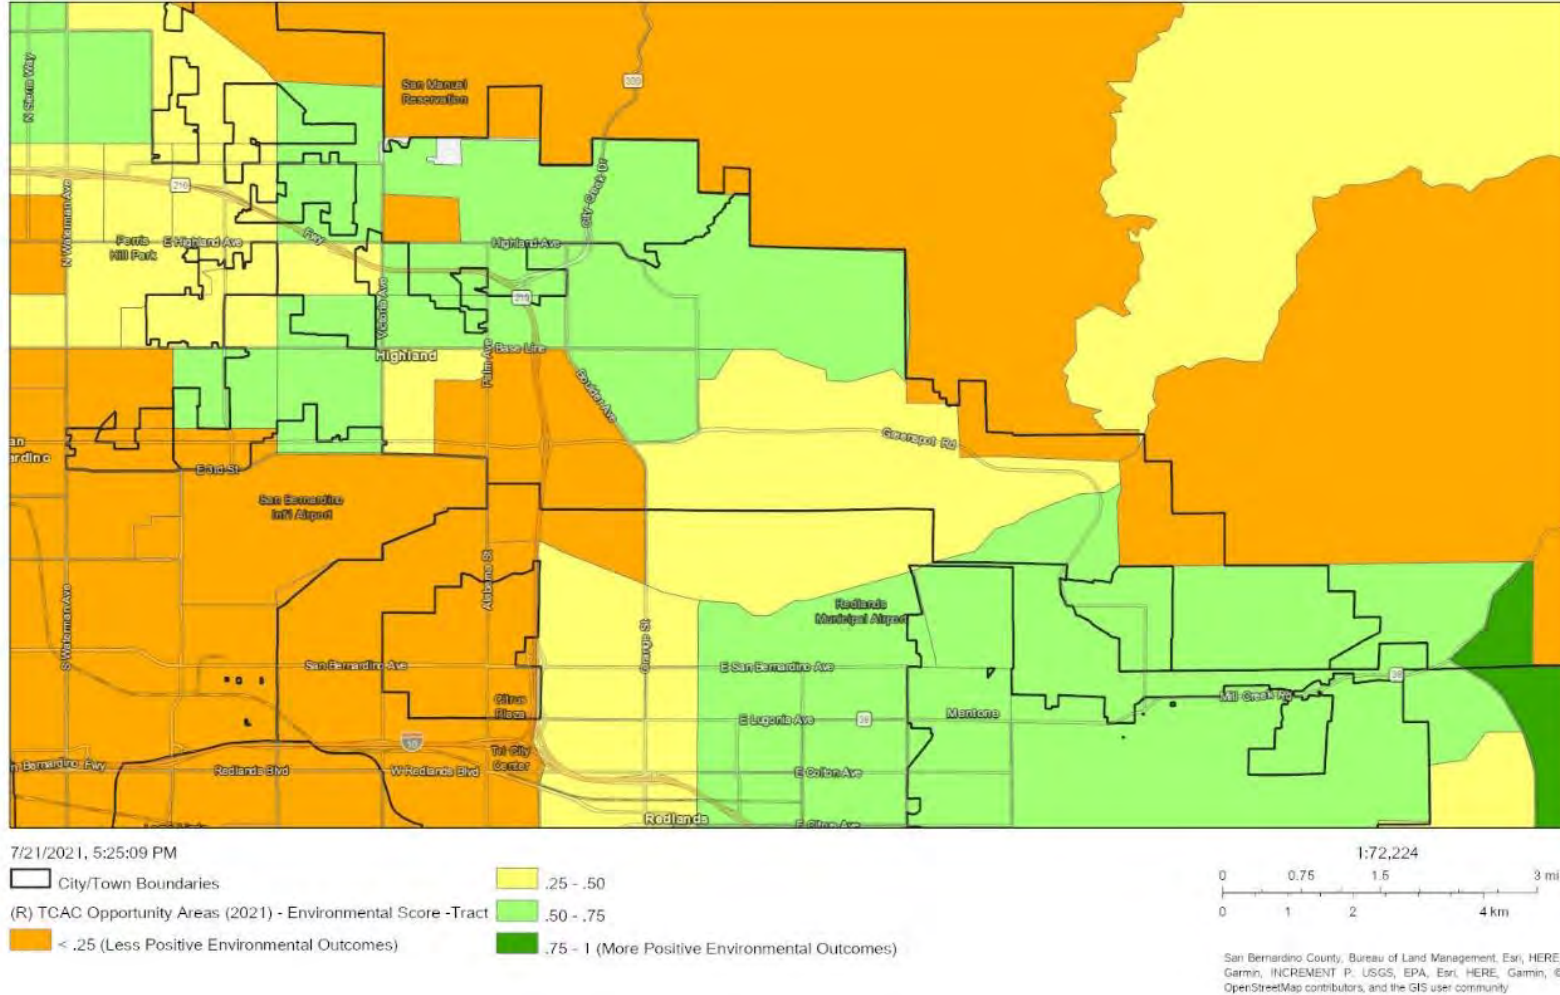 N Sierra Way
San Manuel
Reservation
330
City Creek Dr
210
N Waterman Ave
Perris
Hill Park
E Highland Ave
Fwy
Highland Ave
210
Victoria Ave
Highland
Palm Ave
Base Line
Boulder Ave
Greenspot Rd
E 3rd St
San Bernardino
Int'l Airport
Alabama St
S Waterman Ave
Orange St
Redlands
Municipal Airport
San Bernardino Ave
E San Bernardino Ave
38
Mill Creek Rd
Citrus
Plaza
E Lugonia Ave
38
Mentone
10
Tri City
Center
Bernardino Fwy
Redlands Blvd
W Redlands Blvd
E Colton Ave
Redlands
E Citrus Ave
7/21/2021, 5:25:09 PM
City/Town Boundaries
(R) TCAC Opportunity Areas (2021) - Environmental Score -Tract
< .25 (Less Positive Environmental Outcomes)
.25 - .50
.50 - .75
.75 - 1 (More Positive Environmental Outcomes)
1:72,224
0 0.75 1.5 3 mi
0 1 2 4 km
San Bernardino County, Bureau of Land Management, Esri, HERE,
Garmin, INCREMENT P, USGS, EPA, Esri, HERE, Garmin, ©
OpenStreetMap contributors, and the GIS user community